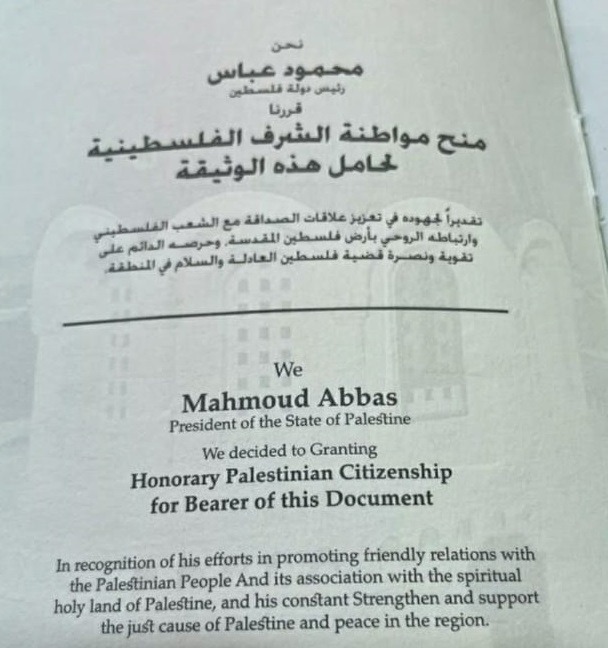 نحن
محمود عباس
رئيس دولة فلسطين
قررنا
منح مواطنة الشرف الفلسطينية
لحامل هذه الوثيقة
تقديراً لجهوده في تعزيز علاقات الصداقة مع الشعب الفلسطيني
وارتباطه الروحي بأرض فلسطين المقدسة، وحرصه الدائم على
تقوية ونصرة قضية فلسطين العادلة والسلام في المنطقة.
We
Mahmoud Abbas
President of the State of Palestine
We decided to Granting
Honorary Palestinian Citizenship
for Bearer of this Document
In recognition of his efforts in promoting friendly relations with
the Palestinian People And its association with the spiritual
holy land of Palestine, and his constant Strengthen and support
the just cause of Palestine and peace in the region.